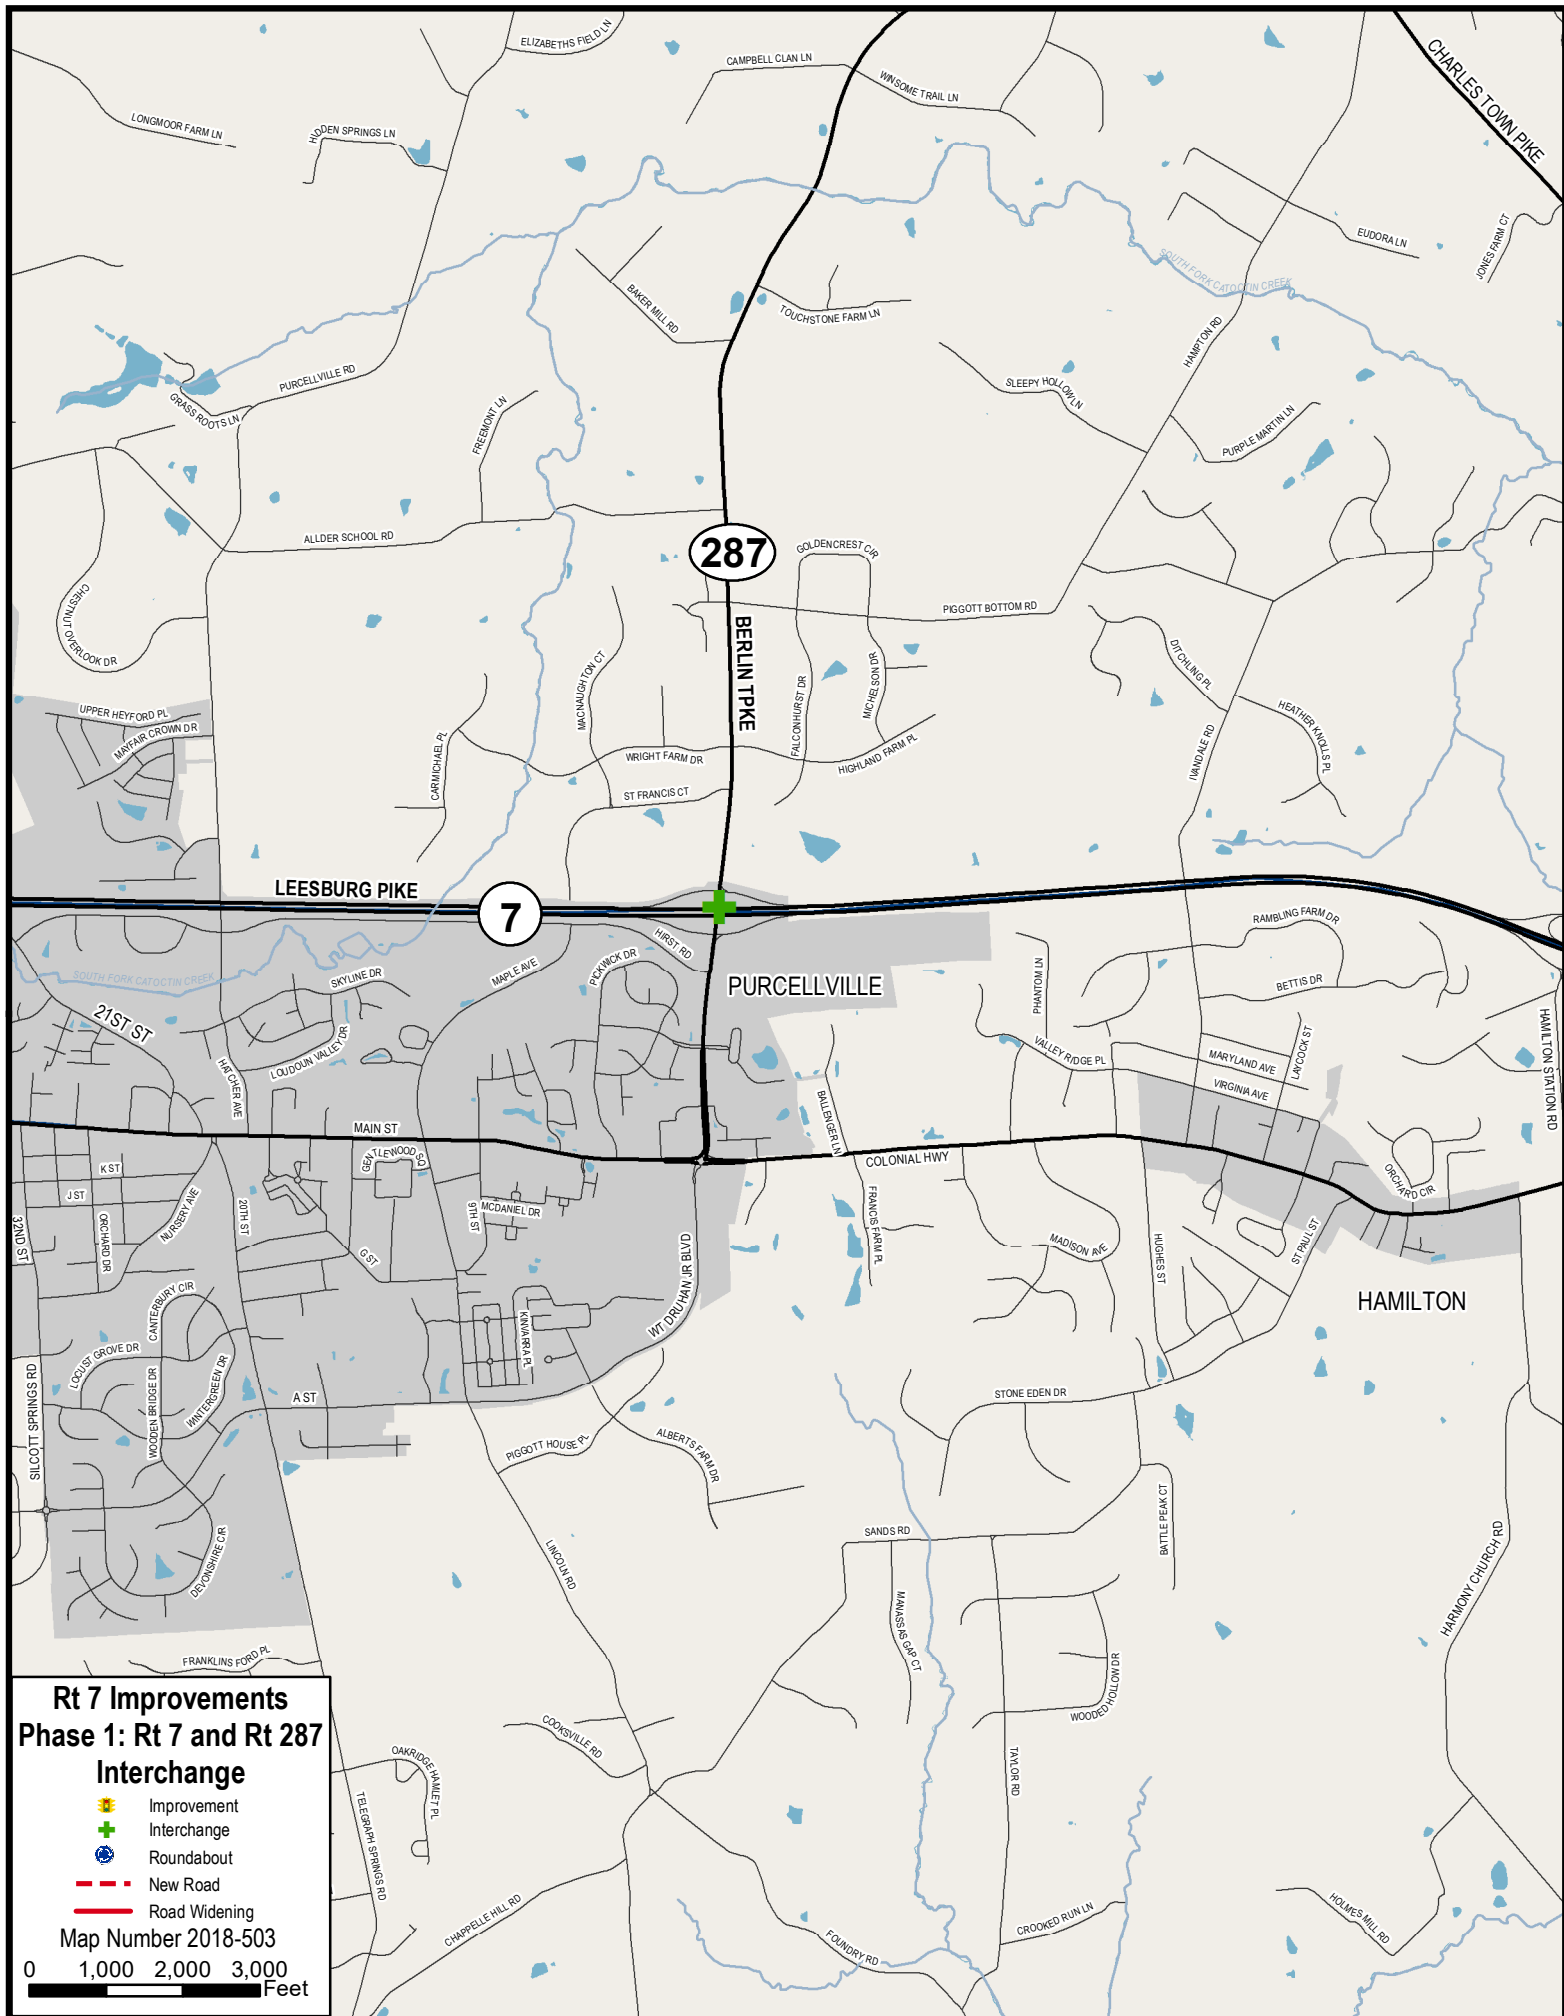 ELIZABETHS FIELD LN
CAMPBELL CLAN LN
WINSOME TRAIL LN
CHARLES TOWN PIKE
LONGMOOR FARM LN
HIDDEN SPRINGS LN
EUDORA LN
JONES FARM CT
SOUTH FORK CATOCTIN CREEK
BAKER MILL RD
TOUCHSTONE FARM LN
HAMPTON RD
PURCELLVILLE RD
GRASS ROOTS LN
FREEMONT LN
SLEEPY HOLLOW LN
PURPLE MARTIN LN
ALLDER SCHOOL RD
287
GOLDENCREST CIR
CHESTNUT OVERLOOK DR
PIGGOTT BOTTOM RD
BERLIN TPKE
MACNAUGHTON CT
FALCONHURST DR
MICHELSON DR
DITCHLING PL
UPPER HEYFORD PL
MAYFAIR CROWN DR
CARMICHAEL PL
WRIGHT FARM DR
HIGHLAND FARM PL
IVANDALE RD
HEATHER KNOLLS PL
ST FRANCIS CT
LEESBURG PIKE
7
HIRST RD
RAMBLING FARM DR
SOUTH FORK CATOCTIN CREEK
SKYLINE DR
MAPLE AVE
PICKWICK DR
PURCELLVILLE
PHANTOM LN
BETTIS DR
21ST ST
HATCHER AVE
LOUDOUN VALLEY DR
VALLEY RIDGE PL
MARYLAND AVE
LAYCOCK ST
VIRGINIA AVE
HAMILTON STATION RD
BALLENGER LN
MAIN ST
GENTLEWOOD SQ
COLONIAL HWY
K ST
J ST
ORCHARD DR
NURSERY AVE
20TH ST
32ND ST
G ST
9TH ST
MCDANIEL DR
WT DRUHAN JR BLVD
FRANCIS FARM PL
MADISON AVE
HUGHES ST
ST PAUL ST
ORCHARD CIR
HAMILTON
CANTERBURY CIR
LOCUST GROVE DR
WOODEN BRIDGE DR
WINTERGREEN DR
SILCOTT SPRINGS RD
KINVARRA PL
A ST
STONE EDEN DR
PIGGOTT HOUSE PL
ALBERTS FARM DR
DEVONSHIRE CIR
LINCOLN RD
SANDS RD
BATTLE PEAK CT
HARMONY CHURCH RD
MANASSAS GAP CT
FRANKLINS FORD PL
WOODED HOLLOW DR
COOKSVILLE RD
OAKRIDGE HAMLET PL
TELEGRAPH SPRINGS RD
TAYLOR RD
CHAPPELLE HILL RD
FOUNDRY RD
CROOKED RUN LN
HOLMES MILL RD
Rt 7 Improvements
Phase 1: Rt 7 and Rt 287
Interchange
Improvement
Interchange
Roundabout
New Road
Road Widening
Map Number 2018-503
0 1,000 2,000 3,000
Feet